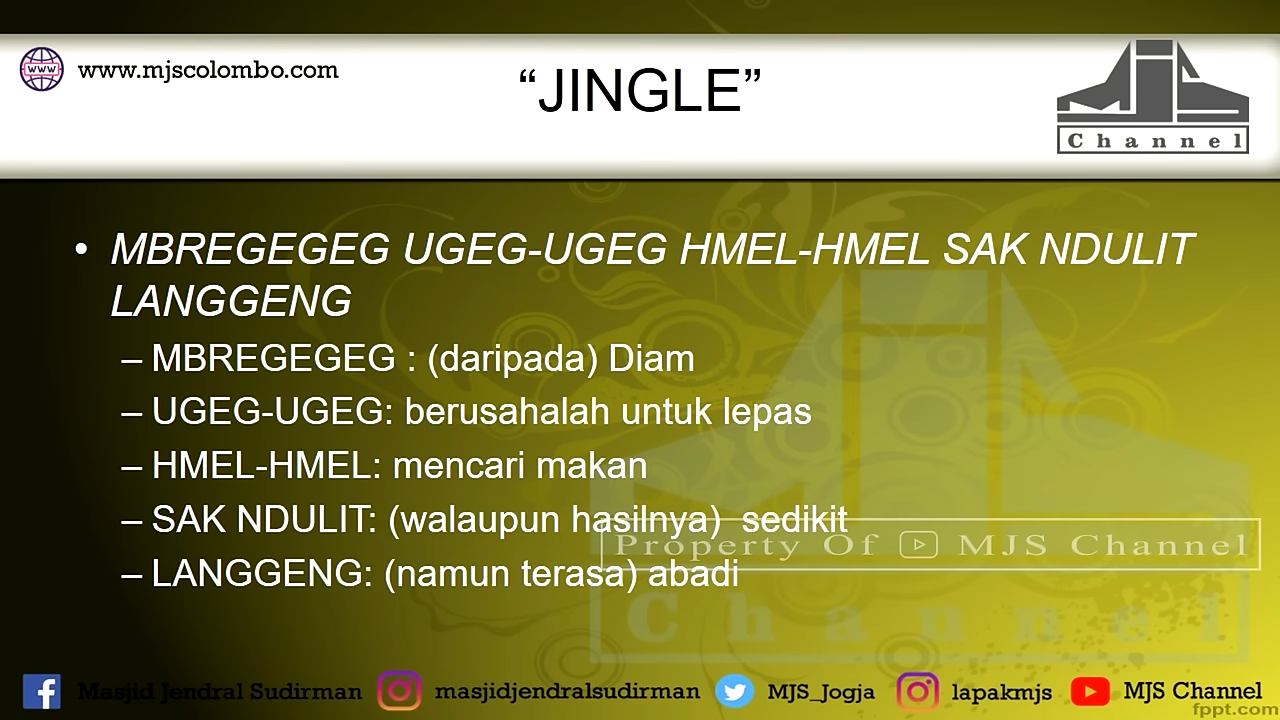 www.mjscolombo.com
“JINGLE”
MJS
Channel
• MBREGEGEG UGEG-UGEG HMEL-HMEL SAK NDULIT
LANGGENG
– MBREGEGEG : (daripada) Diam
– UGEG-UGEG: berusahalah untuk lepas
– HMEL-HMEL: mencari makan
– SAK NDULIT: (walaupun hasilnya) sedikit
Property Of MJS Channel
– LANGGENG: (namun terasa) abadi
Channel
Masjid Jendral Sudirman masjidjendralsudirman MJS_Jogja lapakmjs MJS Channel
fppt.com